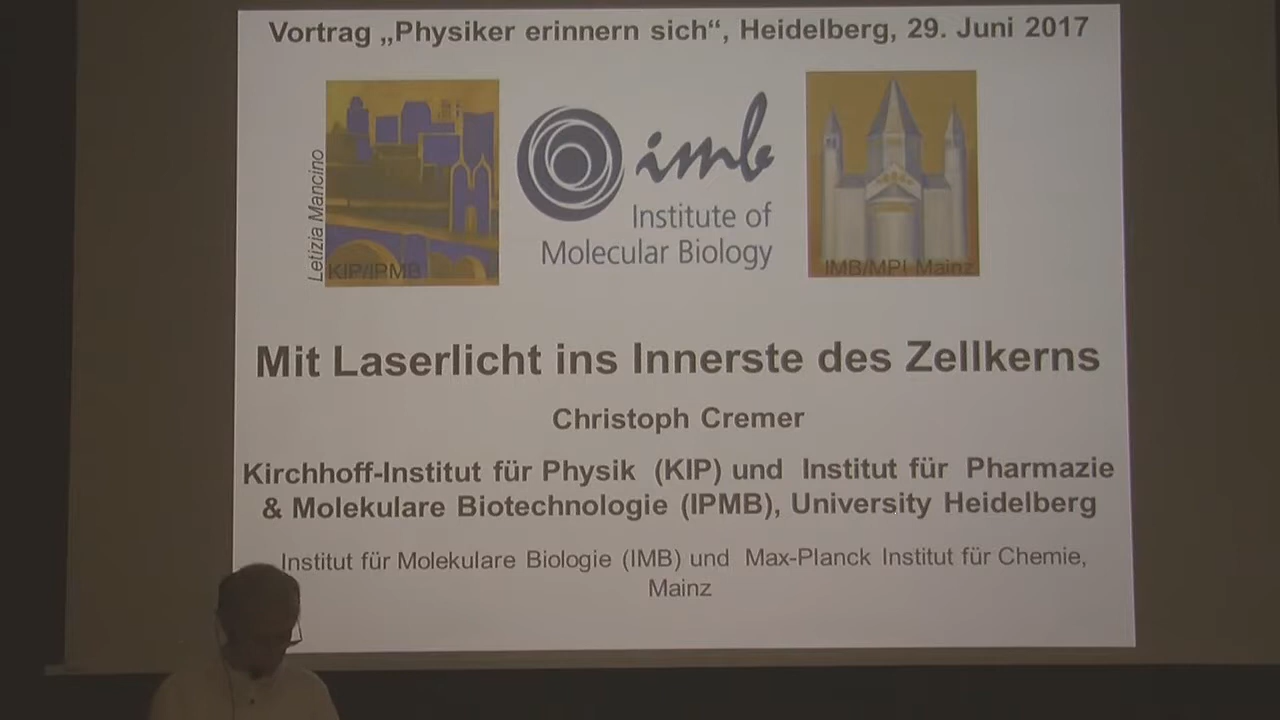 Vortrag „Physiker erinnern sich“, Heidelberg, 29. Juni 2017
Letizia Mancino
KIP/IPMB
imb
Institute of
Molecular Biology
IMB/MPI Mainz
Mit Laserlicht ins Innerste des Zellkerns
Christoph Cremer
Kirchhoff-Institut für Physik (KIP) und Institut für Pharmazie
& Molekulare Biotechnologie (IPMB), University Heidelberg
Institut für Molekulare Biologie (IMB) und Max-Planck Institut für Chemie,
Mainz